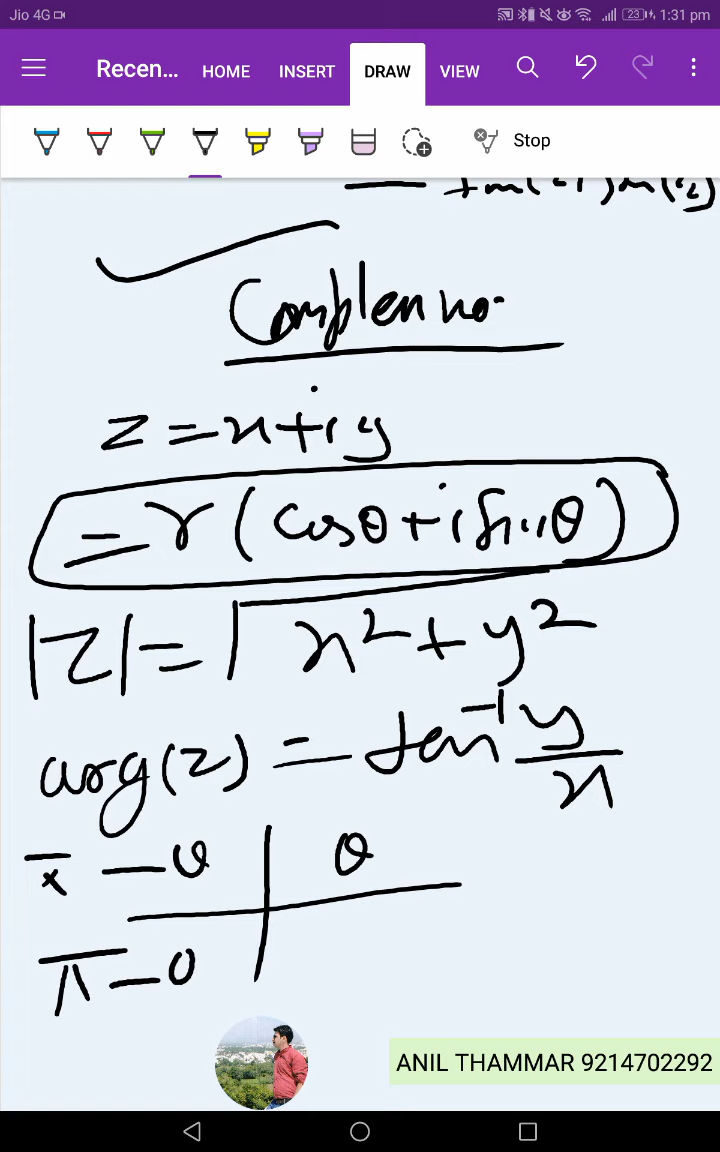 Jio 4G 23 1:31 pm
Recen... HOME INSERT DRAW VIEW
Stop
Complex no.
z = x + iy
= r ( cosθ + i sinθ )
|z| = √ x² + y²
arg(z) = tan⁻¹ y/x
π – θ | θ
π – θ
ANIL THAMMAR 9214702292